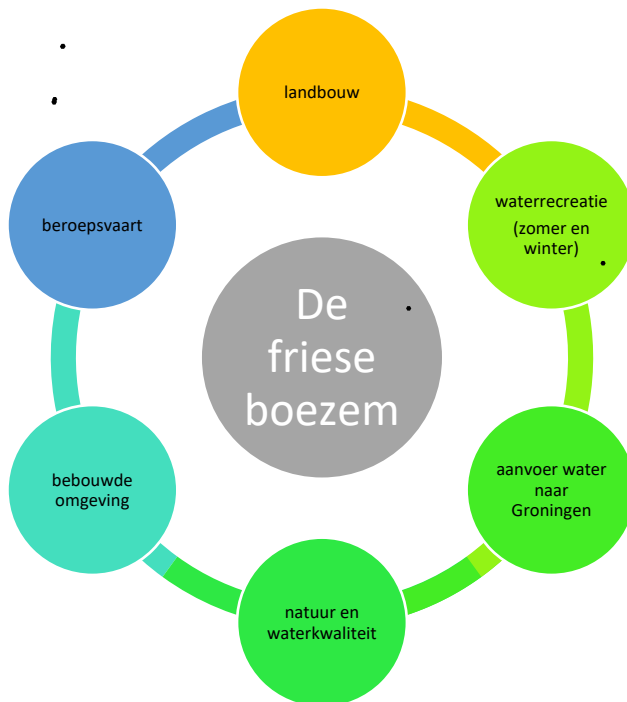 landbouw
waterrecreatie
(zomer en
winter)
beroepsvaart
De
friese
boezem
aanvoer water
naar
Groningen
bebouwde
omgeving
natuur en
waterkwaliteit